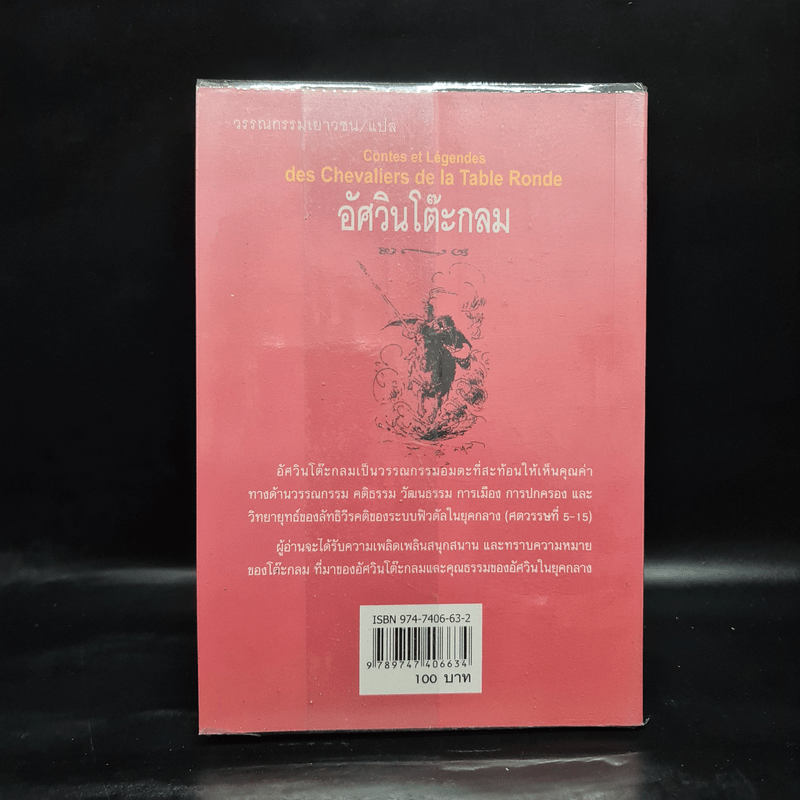 วรรณกรรมเยาวชน/แปล
Contes et Légendes
des Chevaliers de la Table Ronde
อัศวินโต๊ะกลม
อัศวินโต๊ะกลมเป็นวรรณกรรมอมตะที่สะท้อนให้เห็นคุณค่า
ทางด้านวรรณกรรม คติธรรม วัฒนธรรม การเมือง การปกครอง และ
วิทยายุทธ์ของลัทธิวีรคติของระบบฟิวดัลในยุคกลาง (ศตวรรษที่ 5-15)
ผู้อ่านจะได้รับความเพลิดเพลินสนุกสนาน และทราบความหมาย
ของโต๊ะกลม ที่มาของอัศวินโต๊ะกลมและคุณธรรมของอัศวินในยุคกลาง
ISBN 974-7406-63-2
9 789747 406634
100 บาท